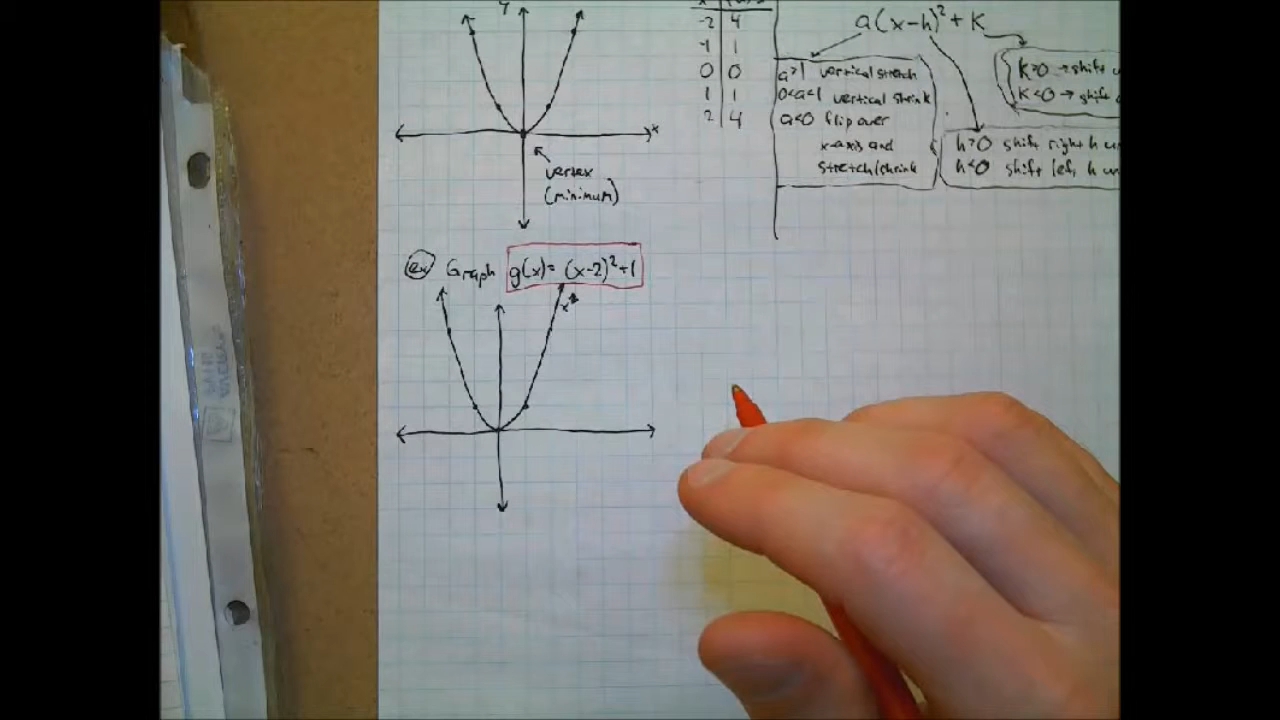 y
-2 4
-1 1
0 0
1 1
2 4
x
vertex
(minimum)
a(x-h)² + K
a>1 vertical stretch
0<a<1 vertical shrink
a<0 flip over
x-axis and
stretch/shrink
K>0 → shift
K<0 → shift
h>0 shift right h
h<0 shift left h
ex Graph g(x)= (x-2)²+1
x²